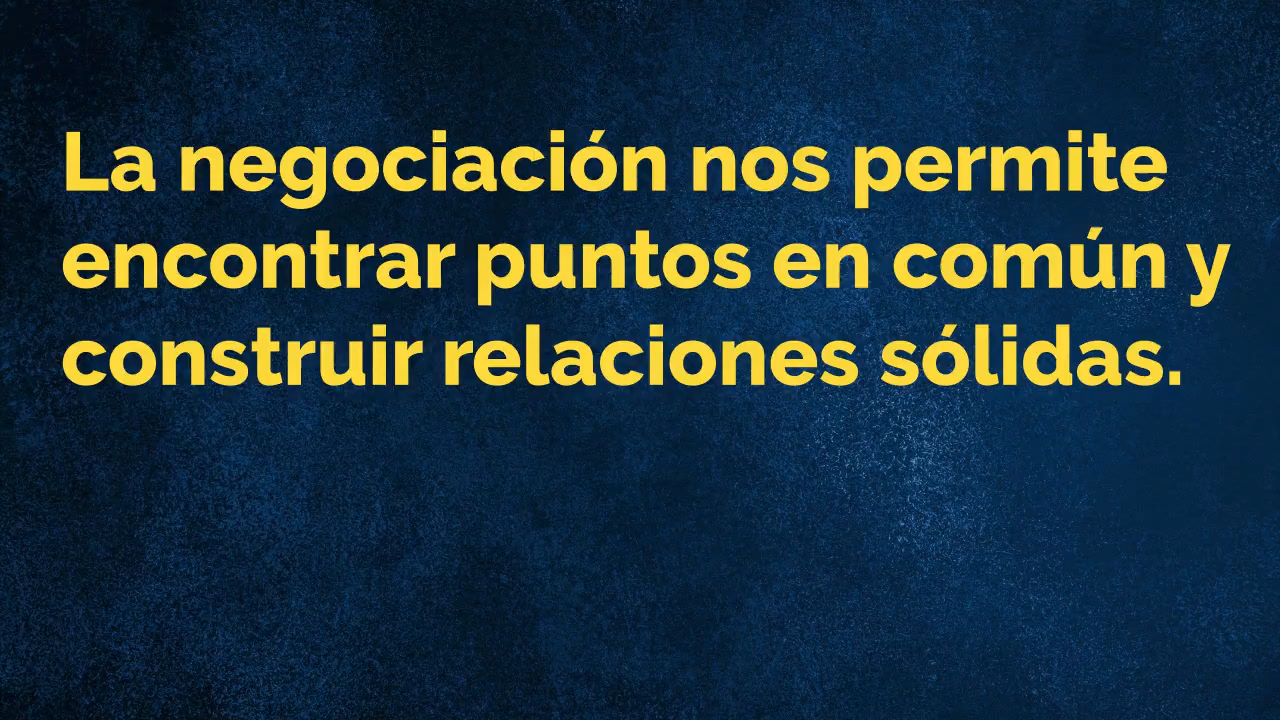 La negociación nos permite
encontrar puntos en común y
construir relaciones sólidas.